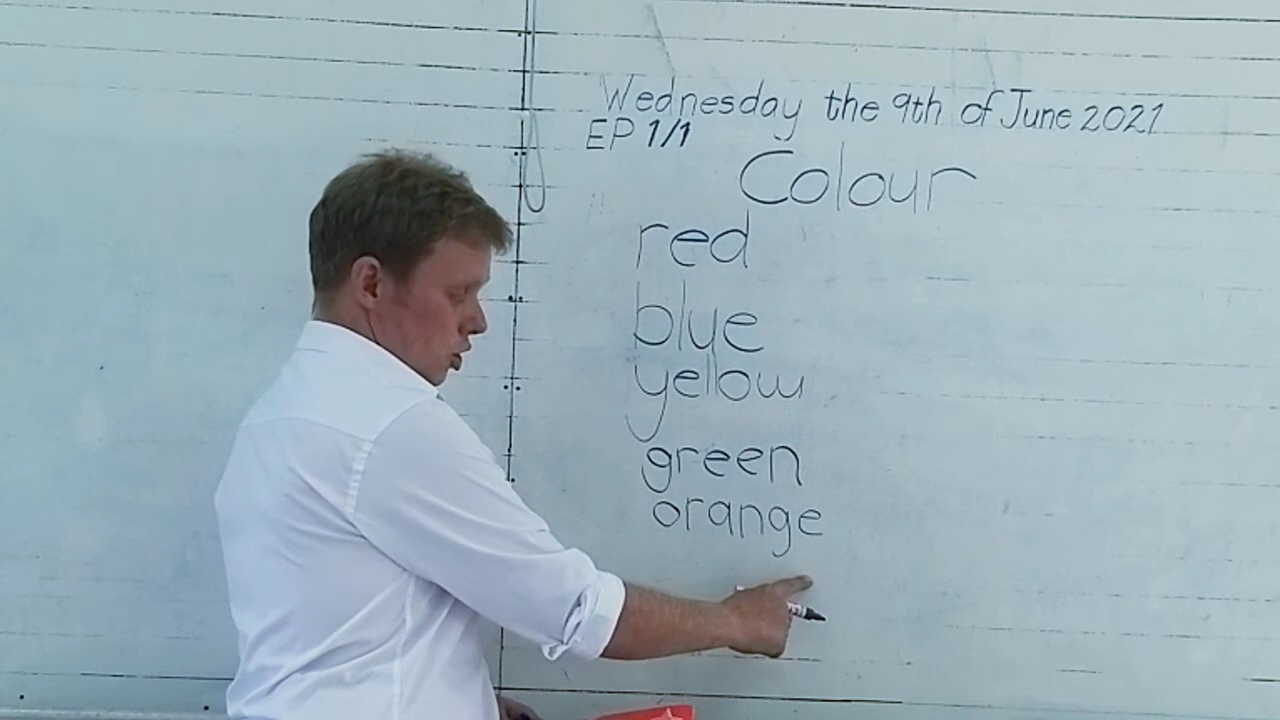 Wednesday the 9th of June 2021
EP 1/1
Colour
red
blue
yellow
green
orange